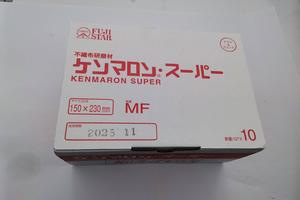 FUJI
STAR
不織布研磨材
ケンマロン・スーパー
KENMARON SUPER
150×230mm
MF
2025 11
10